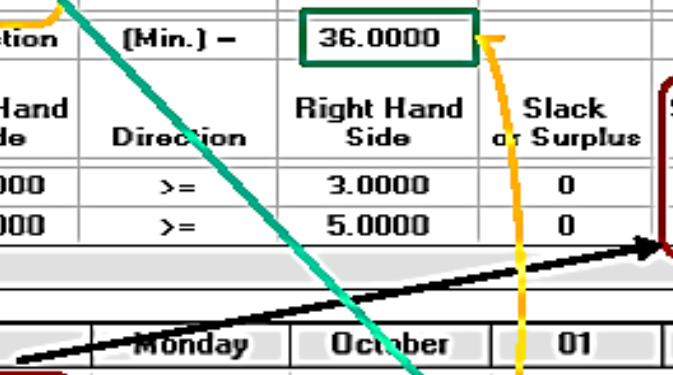 ction (Min.) = 36.0000
Hand Right Hand Slack
de Direction Side or Surplus
000 >= 3.0000 0
000 >= 5.0000 0
Monday October 01